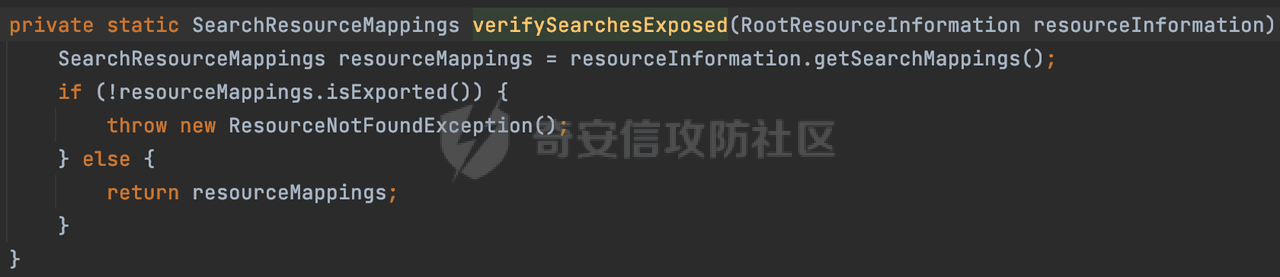 private static SearchResourceMappings verifySearchesExposed(RootResourceInformation resourceInformation)
SearchResourceMappings resourceMappings = resourceInformation.getSearchMappings();
if (!resourceMappings.isExported()) {
throw new ResourceNotFoundException();
奇安信攻防社区
} else {
return resourceMappings;
}
}